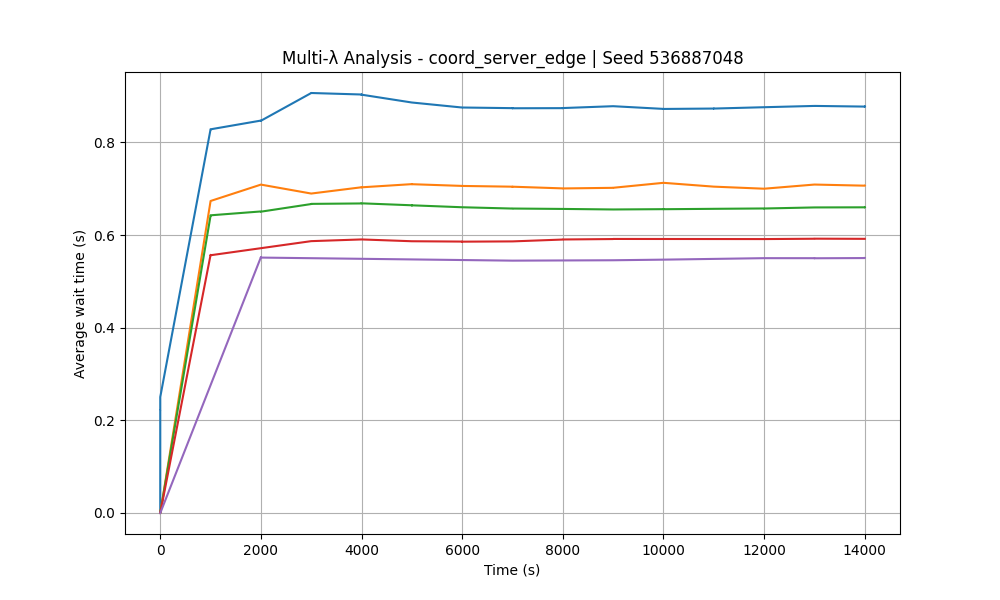 Multi-λ Analysis - coord_server_edge | Seed 536887048
Average wait time (s)
0.8
0.6
0.4
0.2
0.0
0 2000 4000 6000 8000 10000 12000 14000
Time (s)